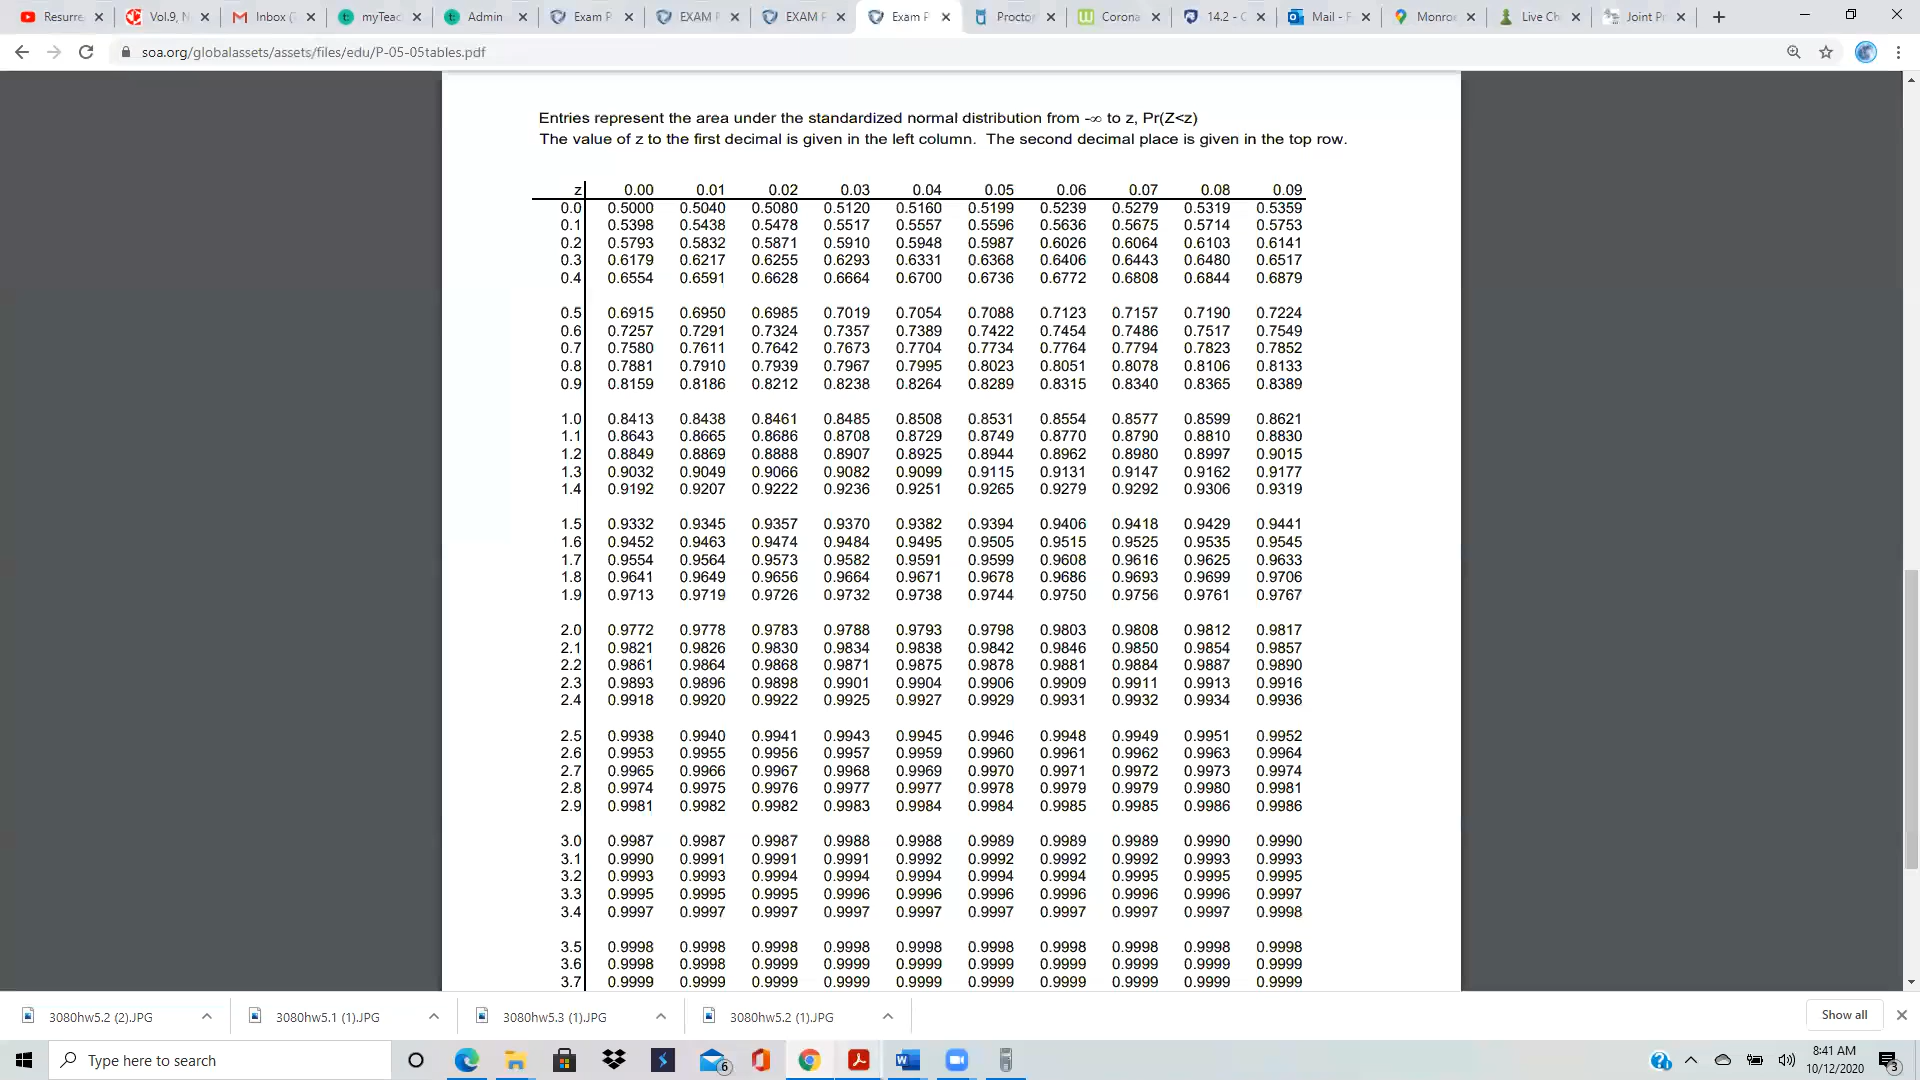 Resurre Vol.9, N Inbox ( myTeac Admin Exam P EXAM P EXAM P Exam P Proctor Corona 14.2 - C Mail - F Monro Live Ch Joint P
soa.org/globalassets/assets/files/edu/P-05-05tables.pdf
Entries represent the area under the standardized normal distribution from -∞ to z, Pr(Z<z)
The value of z to the first decimal is given in the left column. The second decimal place is given in the top row.
z 0.00 0.01 0.02 0.03 0.04 0.05 0.06 0.07 0.08 0.09
0.0 0.5000 0.5040 0.5080 0.5120 0.5160 0.5199 0.5239 0.5279 0.5319 0.5359
0.1 0.5398 0.5438 0.5478 0.5517 0.5557 0.5596 0.5636 0.5675 0.5714 0.5753
0.2 0.5793 0.5832 0.5871 0.5910 0.5948 0.5987 0.6026 0.6064 0.6103 0.6141
0.3 0.6179 0.6217 0.6255 0.6293 0.6331 0.6368 0.6406 0.6443 0.6480 0.6517
0.4 0.6554 0.6591 0.6628 0.6664 0.6700 0.6736 0.6772 0.6808 0.6844 0.6879
0.5 0.6915 0.6950 0.6985 0.7019 0.7054 0.7088 0.7123 0.7157 0.7190 0.7224
0.6 0.7257 0.7291 0.7324 0.7357 0.7389 0.7422 0.7454 0.7486 0.7517 0.7549
0.7 0.7580 0.7611 0.7642 0.7673 0.7704 0.7734 0.7764 0.7794 0.7823 0.7852
0.8 0.7881 0.7910 0.7939 0.7967 0.7995 0.8023 0.8051 0.8078 0.8106 0.8133
0.9 0.8159 0.8186 0.8212 0.8238 0.8264 0.8289 0.8315 0.8340 0.8365 0.8389
1.0 0.8413 0.8438 0.8461 0.8485 0.8508 0.8531 0.8554 0.8577 0.8599 0.8621
1.1 0.8643 0.8665 0.8686 0.8708 0.8729 0.8749 0.8770 0.8790 0.8810 0.8830
1.2 0.8849 0.8869 0.8888 0.8907 0.8925 0.8944 0.8962 0.8980 0.8997 0.9015
1.3 0.9032 0.9049 0.9066 0.9082 0.9099 0.9115 0.9131 0.9147 0.9162 0.9177
1.4 0.9192 0.9207 0.9222 0.9236 0.9251 0.9265 0.9279 0.9292 0.9306 0.9319
1.5 0.9332 0.9345 0.9357 0.9370 0.9382 0.9394 0.9406 0.9418 0.9429 0.9441
1.6 0.9452 0.9463 0.9474 0.9484 0.9495 0.9505 0.9515 0.9525 0.9535 0.9545
1.7 0.9554 0.9564 0.9573 0.9582 0.9591 0.9599 0.9608 0.9616 0.9625 0.9633
1.8 0.9641 0.9649 0.9656 0.9664 0.9671 0.9678 0.9686 0.9693 0.9699 0.9706
1.9 0.9713 0.9719 0.9726 0.9732 0.9738 0.9744 0.9750 0.9756 0.9761 0.9767
2.0 0.9772 0.9778 0.9783 0.9788 0.9793 0.9798 0.9803 0.9808 0.9812 0.9817
2.1 0.9821 0.9826 0.9830 0.9834 0.9838 0.9842 0.9846 0.9850 0.9854 0.9857
2.2 0.9861 0.9864 0.9868 0.9871 0.9875 0.9878 0.9881 0.9884 0.9887 0.9890
2.3 0.9893 0.9896 0.9898 0.9901 0.9904 0.9906 0.9909 0.9911 0.9913 0.9916
2.4 0.9918 0.9920 0.9922 0.9925 0.9927 0.9929 0.9931 0.9932 0.9934 0.9936
2.5 0.9938 0.9940 0.9941 0.9943 0.9945 0.9946 0.9948 0.9949 0.9951 0.9952
2.6 0.9953 0.9955 0.9956 0.9957 0.9959 0.9960 0.9961 0.9962 0.9963 0.9964
2.7 0.9965 0.9966 0.9967 0.9968 0.9969 0.9970 0.9971 0.9972 0.9973 0.9974
2.8 0.9974 0.9975 0.9976 0.9977 0.9977 0.9978 0.9979 0.9979 0.9980 0.9981
2.9 0.9981 0.9982 0.9982 0.9983 0.9984 0.9984 0.9985 0.9985 0.9986 0.9986
3.0 0.9987 0.9987 0.9987 0.9988 0.9988 0.9989 0.9989 0.9989 0.9990 0.9990
3.1 0.9990 0.9991 0.9991 0.9991 0.9992 0.9992 0.9992 0.9992 0.9993 0.9993
3.2 0.9993 0.9993 0.9994 0.9994 0.9994 0.9994 0.9994 0.9995 0.9995 0.9995
3.3 0.9995 0.9995 0.9995 0.9996 0.9996 0.9996 0.9996 0.9996 0.9996 0.9997
3.4 0.9997 0.9997 0.9997 0.9997 0.9997 0.9997 0.9997 0.9997 0.9997 0.9998
3.5 0.9998 0.9998 0.9998 0.9998 0.9998 0.9998 0.9998 0.9998 0.9998 0.9998
3.6 0.9998 0.9998 0.9999 0.9999 0.9999 0.9999 0.9999 0.9999 0.9999 0.9999
3.7 0.9999 0.9999 0.9999 0.9999 0.9999 0.9999 0.9999 0.9999 0.9999 0.9999
3080hw5.2 (2).JPG 3080hw5.1 (1).JPG 3080hw5.3 (1).JPG 3080hw5.2 (1).JPG Show all
Type here to search 6 8:41 AM
10/12/2020 3